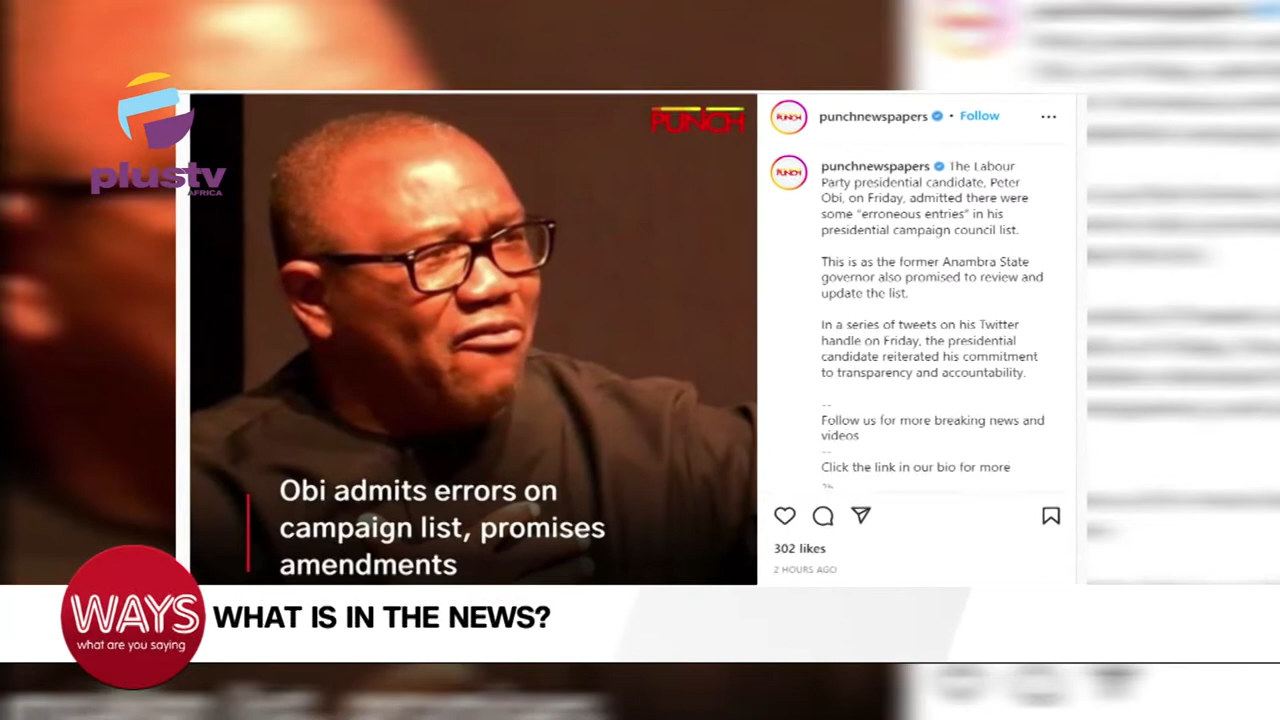 plustv
AFRICA
PUNCH
Obi admits errors on
campaign list, promises
amendments
PUNCH
punchnewspapers • Follow
PUNCH
punchnewspapers The Labour
Party presidential candidate, Peter
Obi, on Friday, admitted there were
some "erroneous entries" in his
presidential campaign council list.
This is as the former Anambra State
governor also promised to review and
update the list.
In a series of tweets on his Twitter
handle on Friday, the presidential
candidate reiterated his commitment
to transparency and accountability.
--
Follow us for more breaking news and
videos
--
Click the link in our bio for more
302 likes
2 HOURS AGO
WAYS
what are you saying
WHAT IS IN THE NEWS?